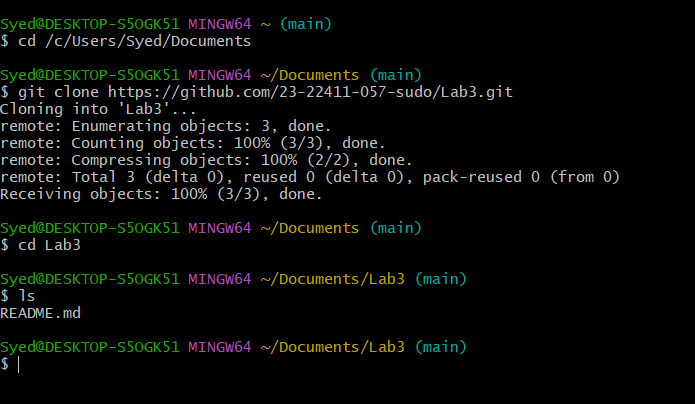 Syed@DESKTOP-S5OGK51 MINGW64 ~ (main)
$ cd /c/Users/Syed/Documents
Syed@DESKTOP-S5OGK51 MINGW64 ~/Documents (main)
$ git clone https://github.com/23-22411-057-sudo/Lab3.git
Cloning into 'Lab3'...
remote: Enumerating objects: 3, done.
remote: Counting objects: 100% (3/3), done.
remote: Compressing objects: 100% (2/2), done.
remote: Total 3 (delta 0), reused 0 (delta 0), pack-reused 0 (from 0)
Receiving objects: 100% (3/3), done.
Syed@DESKTOP-S5OGK51 MINGW64 ~/Documents (main)
$ cd Lab3
Syed@DESKTOP-S5OGK51 MINGW64 ~/Documents/Lab3 (main)
$ ls
README.md
Syed@DESKTOP-S5OGK51 MINGW64 ~/Documents/Lab3 (main)
$